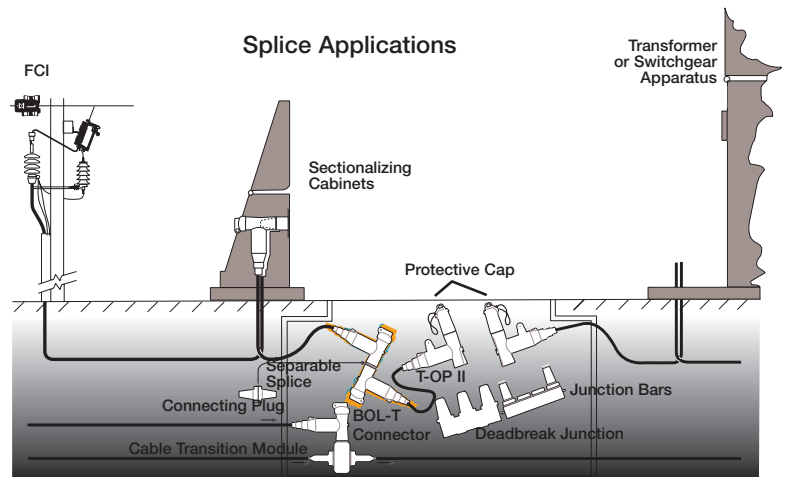 Splice Applications
FCI
Transformer
or Switchgear
Apparatus
Sectionalizing
Cabinets
Protective Cap
Separable
Splice
T-OP II
Junction Bars
Connecting Plug
BOL-T
Connector
Deadbreak Junction
Cable Transition Module